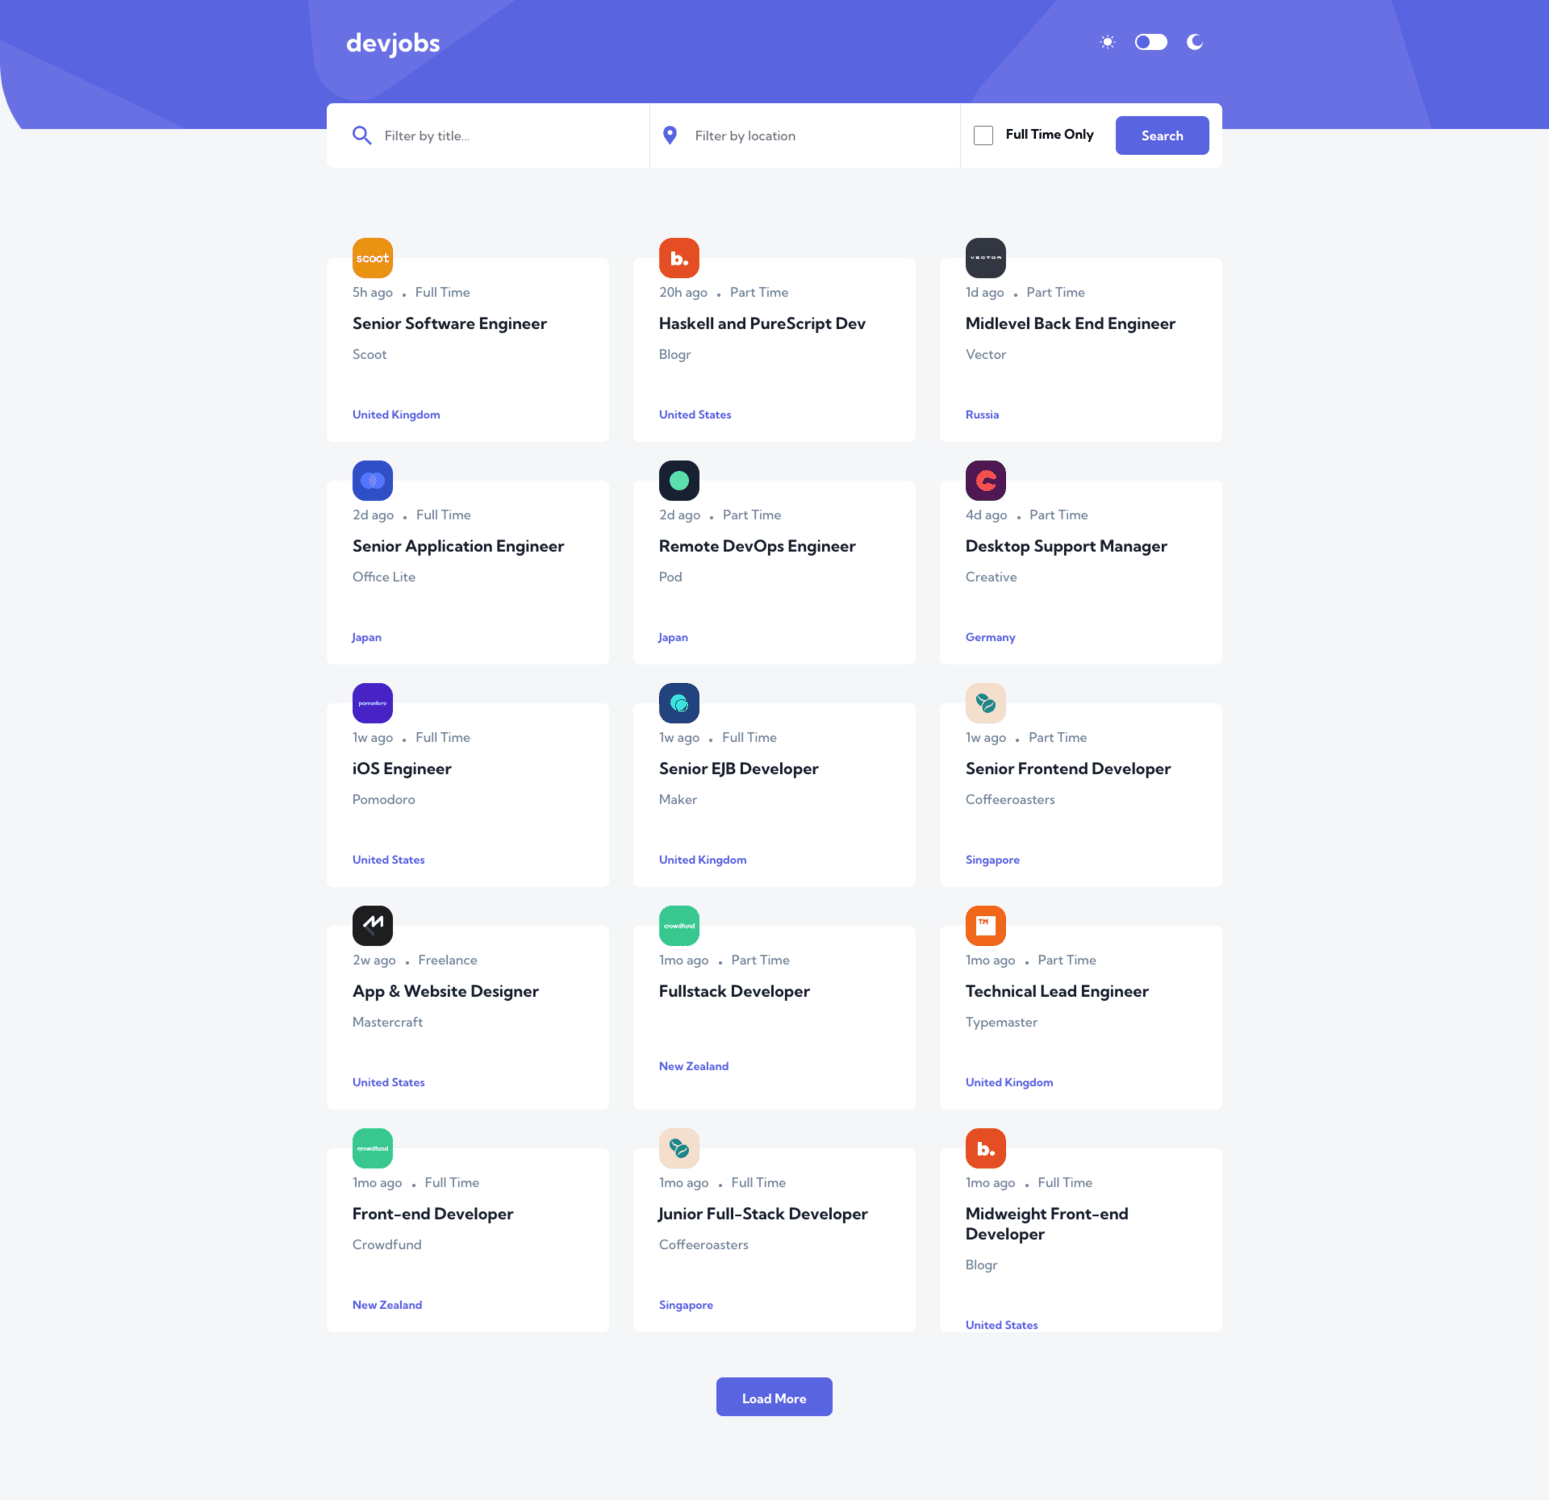 devjobs
Filter by title...
Filter by location
Full Time Only
Search
scoot
5h ago . Full Time
Senior Software Engineer
Scoot
United Kingdom
b.
20h ago . Part Time
Haskell and PureScript Dev
Blogr
United States
VECTOR
1d ago . Part Time
Midlevel Back End Engineer
Vector
Russia
2d ago . Full Time
Senior Application Engineer
Office Lite
Japan
2d ago . Part Time
Remote DevOps Engineer
Pod
Japan
4d ago . Part Time
Desktop Support Manager
Creative
Germany
pomodoro
1w ago . Full Time
iOS Engineer
Pomodoro
United States
1w ago . Full Time
Senior EJB Developer
Maker
United Kingdom
1w ago . Part Time
Senior Frontend Developer
Coffeeroasters
Singapore
2w ago . Freelance
App & Website Designer
Mastercraft
United States
crowdfund
1mo ago . Part Time
Fullstack Developer
New Zealand
TM
1mo ago . Part Time
Technical Lead Engineer
Typemaster
United Kingdom
crowdfund
1mo ago . Full Time
Front-end Developer
Crowdfund
New Zealand
1mo ago . Full Time
Junior Full-Stack Developer
Coffeeroasters
Singapore
b.
1mo ago . Full Time
Midweight Front-end
Developer
Blogr
United States
Load More